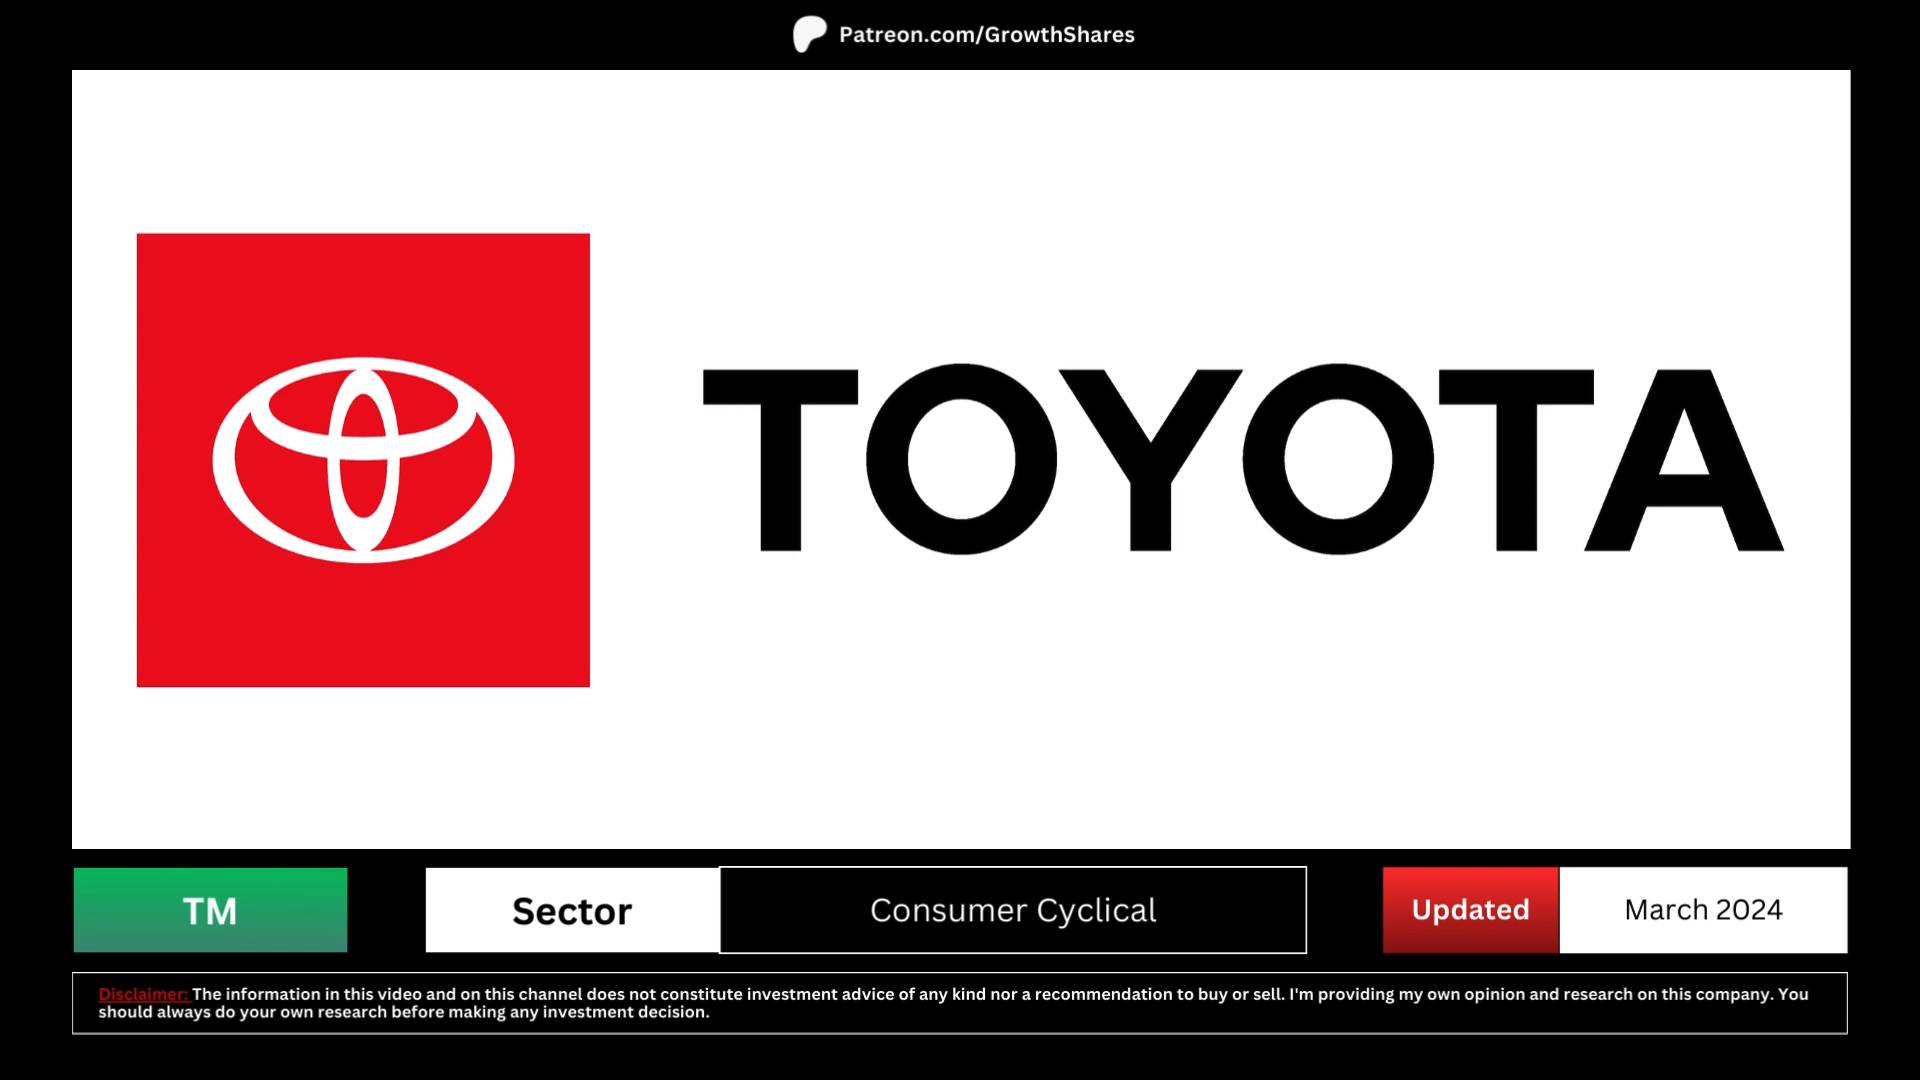 Patreon.com/GrowthShares
TOYOTA
TM
Sector
Consumer Cyclical
Updated
March 2024
Disclaimer: The information in this video and on this channel does not constitute investment advice of any kind nor a recommendation to buy or sell. I'm providing my own opinion and research on this company. You
should always do your own research before making any investment decision.